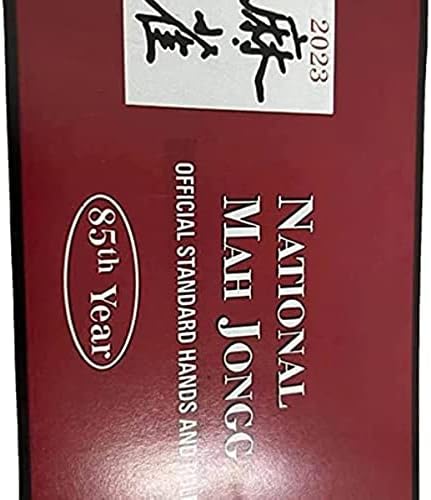 2023
麻雀
NATIONAL
MAH JONGG
OFFICIAL STANDARD HANDS AND
85th Year